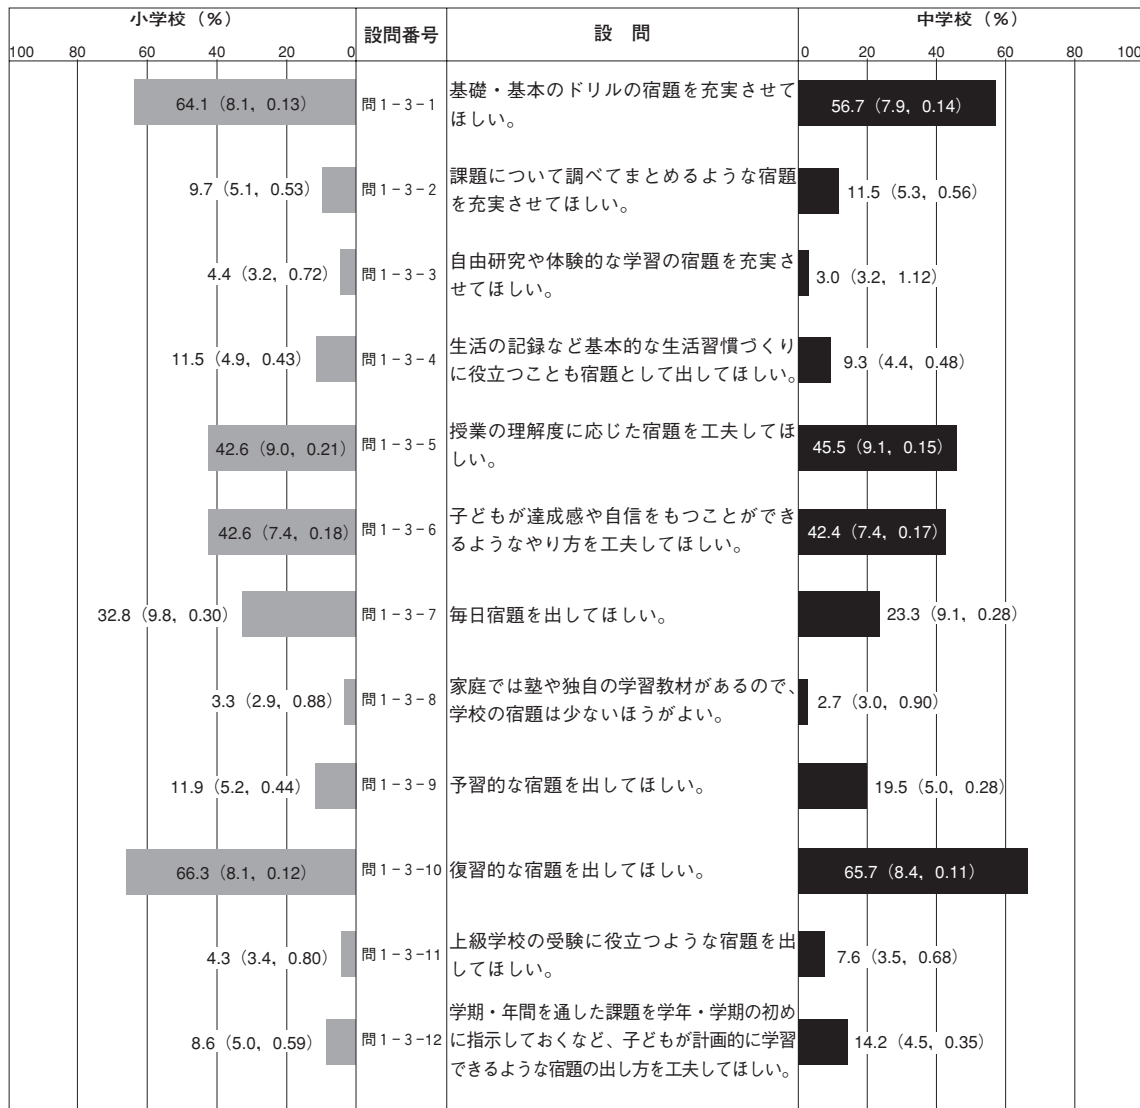 小学校（%） 設問番号 設　問 中学校（%）
100 80 60 40 20 0 0 20 40 60 80 100
64.1（8.1，0.13） 問1-3-1 基礎・基本のドリルの宿題を充実させて
ほしい。 56.7（7.9，0.14）
9.7（5.1，0.53） 問1-3-2 課題について調べてまとめるような宿題
を充実させてほしい。 11.5（5.3，0.56）
4.4（3.2，0.72） 問1-3-3 自由研究や体験的な学習の宿題を充実さ
せてほしい。 3.0（3.2，1.12）
11.5（4.9，0.43） 問1-3-4 生活の記録など基本的な生活習慣づくり
に役立つことも宿題として出してほしい。 9.3（4.4，0.48）
42.6（9.0，0.21） 問1-3-5 授業の理解度に応じた宿題を工夫してほ
しい。 45.5（9.1，0.15）
42.6（7.4，0.18） 問1-3-6 子どもが達成感や自信をもつことができ
るようなやり方を工夫してほしい。 42.4（7.4，0.17）
32.8（9.8，0.30） 問1-3-7 毎日宿題を出してほしい。 23.3（9.1，0.28）
3.3（2.9，0.88） 問1-3-8 家庭では塾や独自の学習教材があるので、
学校の宿題は少ないほうがよい。 2.7（3.0，0.90）
11.9（5.2，0.44） 問1-3-9 予習的な宿題を出してほしい。 19.5（5.0，0.28）
66.3（8.1，0.12） 問1-3-10 復習的な宿題を出してほしい。 65.7（8.4，0.11）
4.3（3.4，0.80） 問1-3-11 上級学校の受験に役立つような宿題を出
してほしい。 7.6（3.5，0.68）
学期・年間を通した課題を学年・学期の初め
8.6（5.0，0.59） 問1-3-12 に指示しておくなど、子どもが計画的に学習 14.2（4.5，0.35）
できるような宿題の出し方を工夫してほしい。